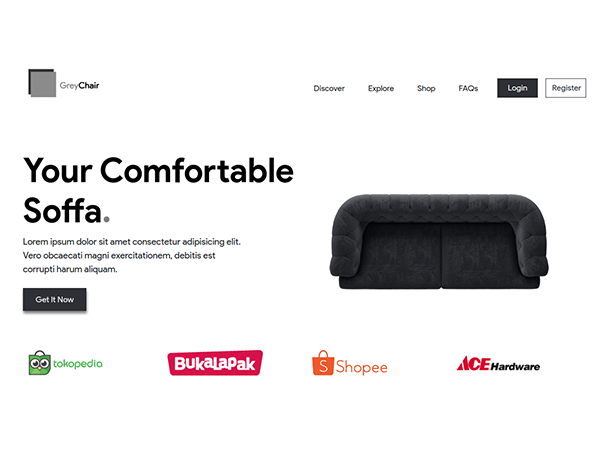 GreyChair
Discover
Explore
Shop
FAQs
Login
Register
Your Comfortable
Soffa.
Lorem ipsum dolor sit amet consectetur adipisicing elit.
Vero obcaecati magni exercitationem, debitis est
corrupti harum aliquam.
Get It Now
tokopedia
BukaLapak
S Shopee
ACE Hardware